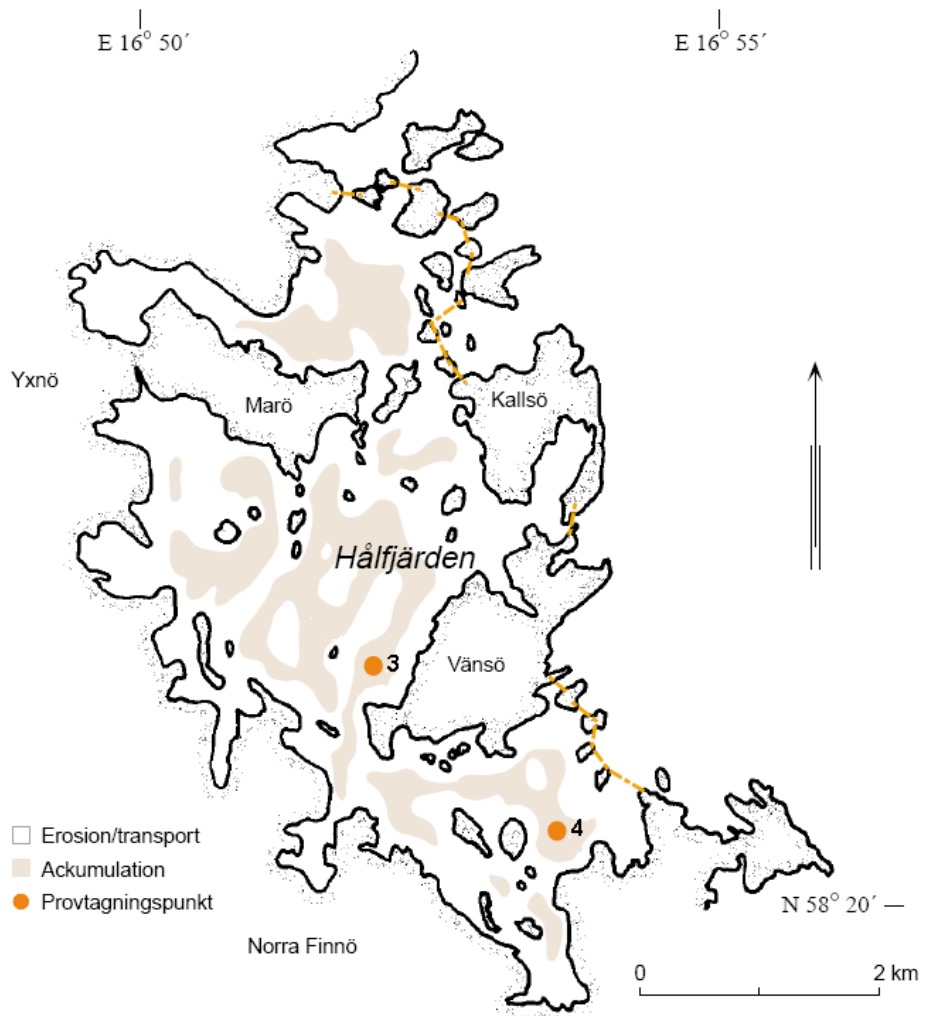 E 16° 50´
E 16° 55´
Yxnö
Marö
Kallsö
Hålfjärden
3
Vänsö
4
Erosion/transport
Ackumulation
Provtagningspunkt
N 58° 20´
Norra Finnö
0
2 km